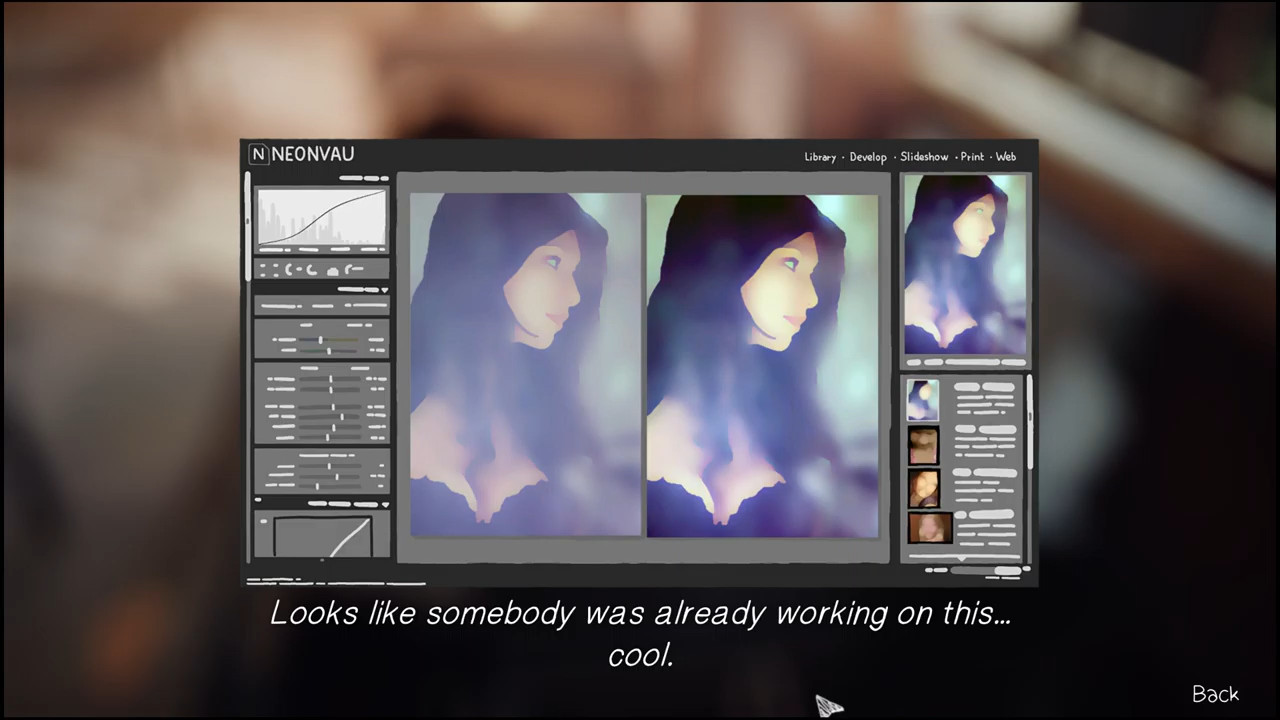 N NEONVAU
Library · Develop · Slideshow · Print · Web
Looks like somebody was already working on this...
cool.
Back